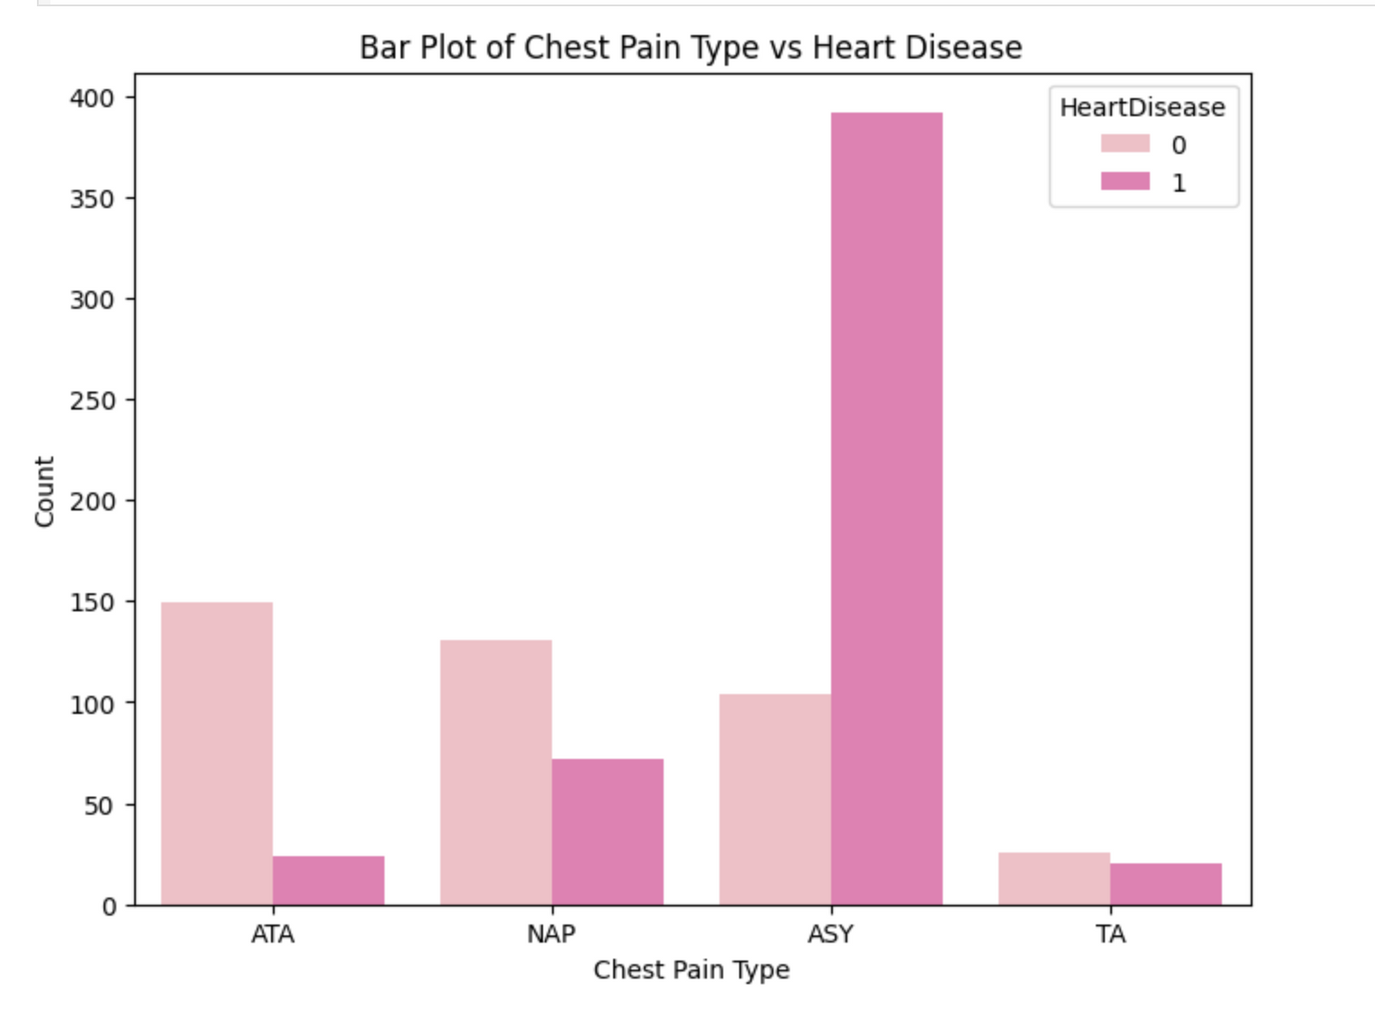 Bar Plot of Chest Pain Type vs Heart Disease
HeartDisease
0
1
400
350
300
250
200
150
100
50
0
Count
ATA NAP ASY TA
Chest Pain Type